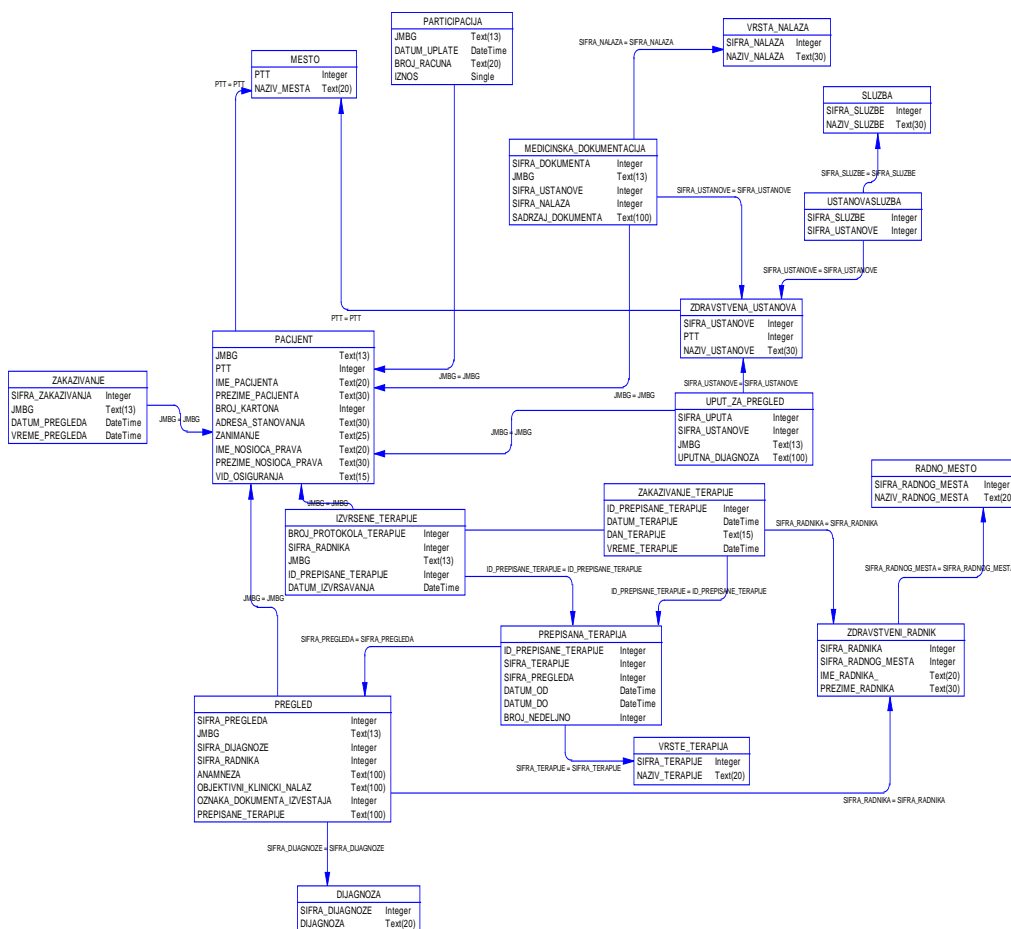 PARTICIPACIJA
JMBG Text(13)
DATUM_UPLATE DateTime
BROJ_RACUNA Text(20)
IZNOS Single
VRSTA_NALAZA
SIFRA_NALAZA Integer
NAZIV_NALAZA Text(30)
SIFRA_NALAZA = SIFRA_NALAZA
MESTO
PTT Integer
NAZIV_MESTA Text(20)
PTT = PTT
SLUZBA
SIFRA_SLUZBE Integer
NAZIV_SLUZBE Text(30)
MEDICINSKA_DOKUMENTACIJA
SIFRA_DOKUMENTA Integer
JMBG Text(13)
SIFRA_USTANOVE Integer
SIFRA_NALAZA Integer
SADRZAJ_DOKUMENTA Text(100)
SIFRA_SLUZBE = SIFRA_SLUZBE
SIFRA_USTANOVE = SIFRA_USTANOVE
USTANOVASLUZBA
SIFRA_SLUZBE Integer
SIFRA_USTANOVE Integer
SIFRA_USTANOVE = SIFRA_USTANOVE
ZDRAVSTVENA_USTANOVA
SIFRA_USTANOVE Integer
PTT Integer
NAZIV_USTANOVE Text(30)
PTT = PTT
PACIJENT
JMBG Text(13)
PTT Integer
IME_PACIJENTA Text(20)
PREZIME_PACIJENTA Text(30)
BROJ_KARTONA Integer
ADRESA_STANOVANJA Text(30)
ZANIMANJE Text(25)
IME_NOSIOCA_PRAVA Text(20)
PREZIME_NOSIOCA_PRAVA Text(30)
VID_OSIGURANJA Text(15)
JMBG = JMBG
ZAKAZIVANJE
SIFRA_ZAKAZIVANJA Integer
JMBG Text(13)
DATUM_PREGLEDA DateTime
VREME_PREGLEDA DateTime
JMBG = JMBG
SIFRA_USTANOVE = SIFRA_USTANOVE
JMBG = JMBG
UPUT_ZA_PREGLED
SIFRA_UPUTA Integer
SIFRA_USTANOVE Integer
JMBG Text(13)
UPUTNA_DIJAGNOZA Text(100)
JMBG = JMBG
RADNO_MESTO
SIFRA_RADNOG_MESTA Integer
NAZIV_RADNOG_MESTA Text(20
ZAKAZIVANJE_TERAPIJE
ID_PREPISANE_TERAPIJE Integer
DATUM_TERAPIJE DateTime
DAN_TERAPIJE Text(15)
VREME_TERAPIJE DateTime
JMBG = JMBG
IZVRSENE_TERAPIJE
BROJ_PROTOKOLA_TERAPIJE Integer
SIFRA_RADNIKA Integer
JMBG Text(13)
ID_PREPISANE_TERAPIJE Integer
DATUM_IZVRSAVANJA DateTime
SIFRA_RADNIKA = SIFRA_RADNIKA
ID_PREPISANE_TERAPIJE = ID_PREPISANE_TERAPIJE
SIFRA_RADNOG_MESTA = SIFRA_RADNOG_MESTA
ID_PREPISANE_TERAPIJE = ID_PREPISANE_TERAPIJE
JMBG = JMBG
ZDRAVSTVENI_RADNIK
SIFRA_RADNIKA Integer
SIFRA_RADNOG_MESTA Integer
IME_RADNIKA_ Text(20)
PREZIME_RADNIKA Text(30)
PREPISANA_TERAPIJA
ID_PREPISANE_TERAPIJE Integer
SIFRA_TERAPIJE Integer
SIFRA_PREGLEDA Integer
DATUM_OD DateTime
DATUM_DO DateTime
BROJ_NEDELJNO Integer
SIFRA_PREGLEDA = SIFRA_PREGLEDA
PREGLED
SIFRA_PREGLEDA Integer
JMBG Text(13)
SIFRA_DIJAGNOZE Integer
SIFRA_RADNIKA Integer
ANAMNEZA Text(100)
OBJEKTIVNI_KLINICKI_NALAZ Text(100)
OZNAKA_DOKUMENTA_IZVESTAJA Integer
PREPISANE_TERAPIJE Text(100)
VRSTE_TERAPIJA
SIFRA_TERAPIJE Integer
NAZIV_TERAPIJE Text(20)
SIFRA_TERAPIJE = SIFRA_TERAPIJE
SIFRA_RADNIKA = SIFRA_RADNIKA
SIFRA_DIJAGNOZE = SIFRA_DIJAGNOZE
DIJAGNOZA
SIFRA_DIJAGNOZE Integer
DIJAGNOZA Text(20)